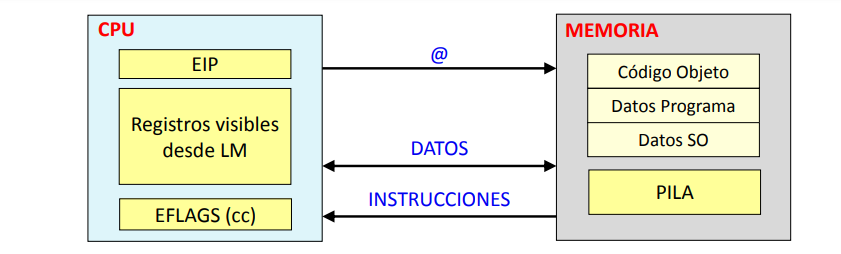 CPU
EIP
Registros visibles
desde LM
EFLAGS (cc)
@
DATOS
INSTRUCCIONES
MEMORIA
Código Objeto
Datos Programa
Datos SO
PILA